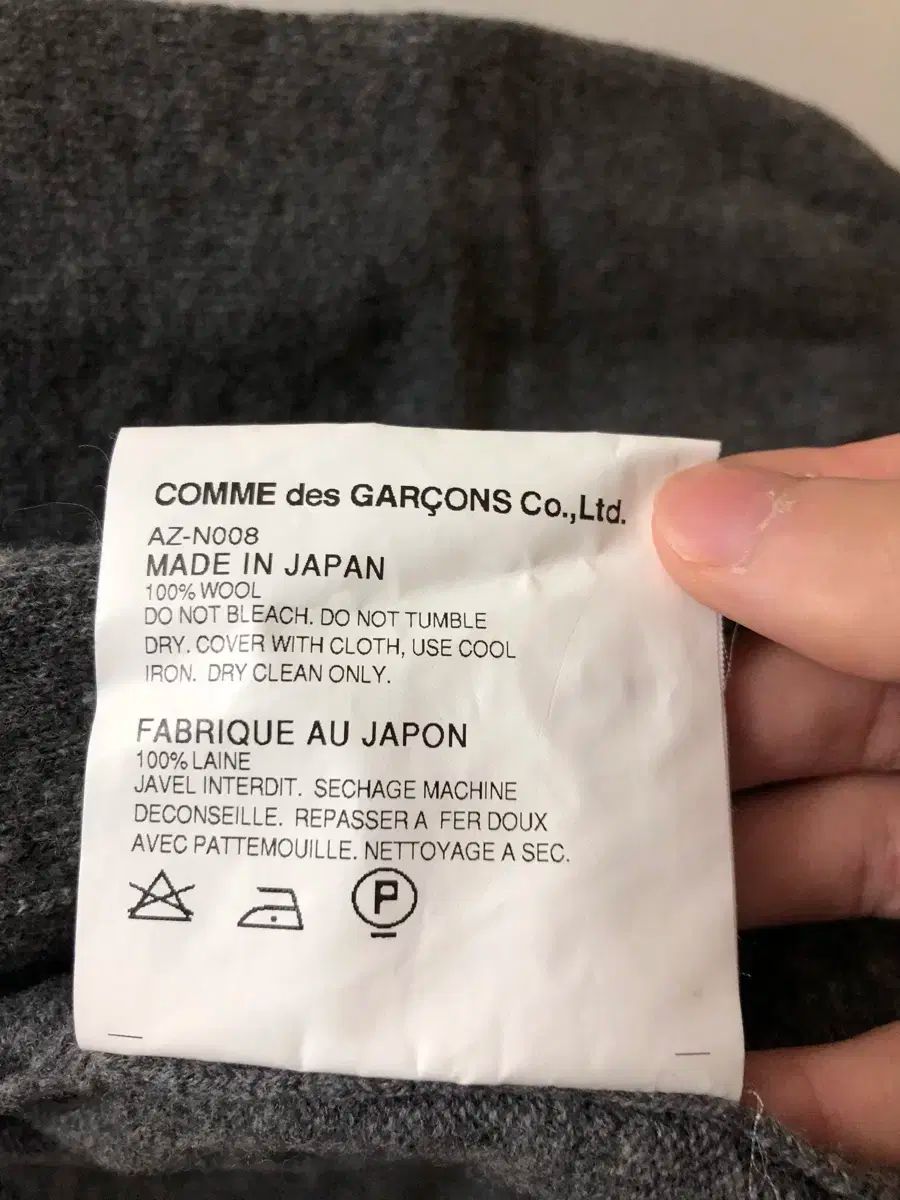 COMME des GARÇONS Co.,Ltd.
AZ-N008
MADE IN JAPAN
100% WOOL
DO NOT BLEACH. DO NOT TUMBLE
DRY. COVER WITH CLOTH, USE COOL
IRON. DRY CLEAN ONLY.
FABRIQUE AU JAPON
100% LAINE
JAVEL INTERDIT. SECHAGE MACHINE
DECONSEILLE. REPASSER A FER DOUX
AVEC PATTEMOUILLE. NETTOYAGE A SEC.
P